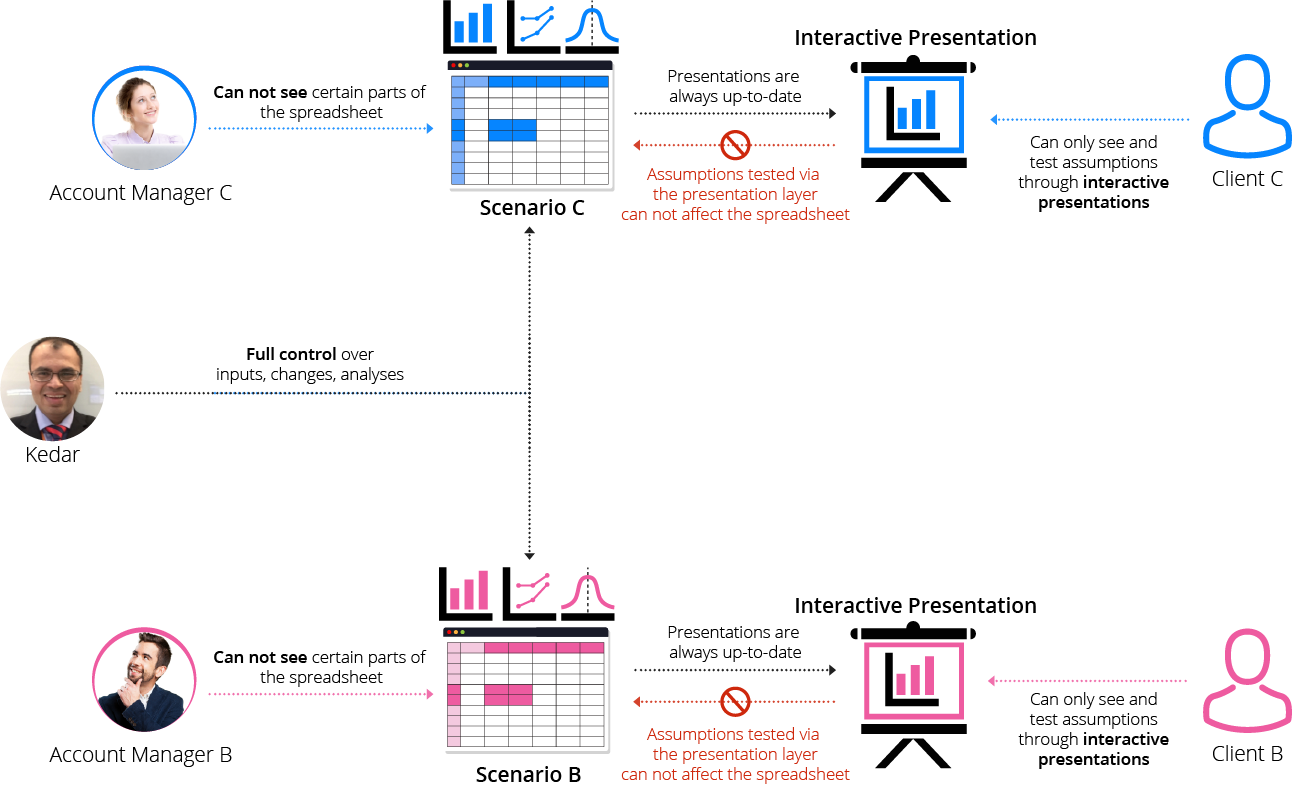 Interactive Presentation
Can not see certain parts of
the spreadsheet
Presentations are
always up-to-date
Can only see and
test assumptions
through interactive
presentations
Assumptions tested via
the presentation layer
can not affect the spreadsheet
Account Manager C
Scenario C
Client C
Full control over
inputs, changes, analyses
Kedar
Interactive Presentation
Can not see certain parts of
the spreadsheet
Presentations are
always up-to-date
Can only see and
test assumptions
through interactive
presentations
Assumptions tested via
the presentation layer
can not affect the spreadsheet
Account Manager B
Scenario B
Client B